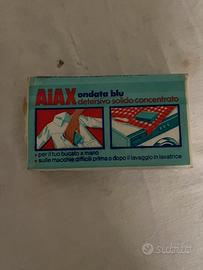 AIAX ondata blu
detersivo solido concentrato
• per il tuo bucato a mano
• sulle macchie difficili prima o dopo il lavaggio in lavatrice
subito